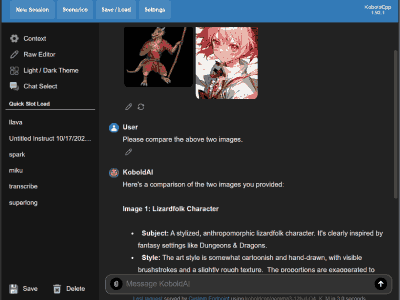 New Session
Scenarios
Save / Load
Settings
KoboldCpp
Context
Raw Editor
Light / Dark Theme
Chat Select
Quick Slot Load
llava
Untitled Instruct 10/17/202...
spark
miku
transcribe
superlong
Save
Delete
User
Please compare the above two images.
KoboldAI
Here's a comparison of the two images you provided:
Image 1: Lizardfolk Character
• Subject: A stylized, anthropomorphic lizardfolk character. It's clearly inspired by
fantasy settings like Dungeons & Dragons.
• Style: The art style is somewhat cartoonish and hand-drawn, with visible
brushstrokes and a slightly rough texture. The proportions are exaggerated to
Message KoboldAI